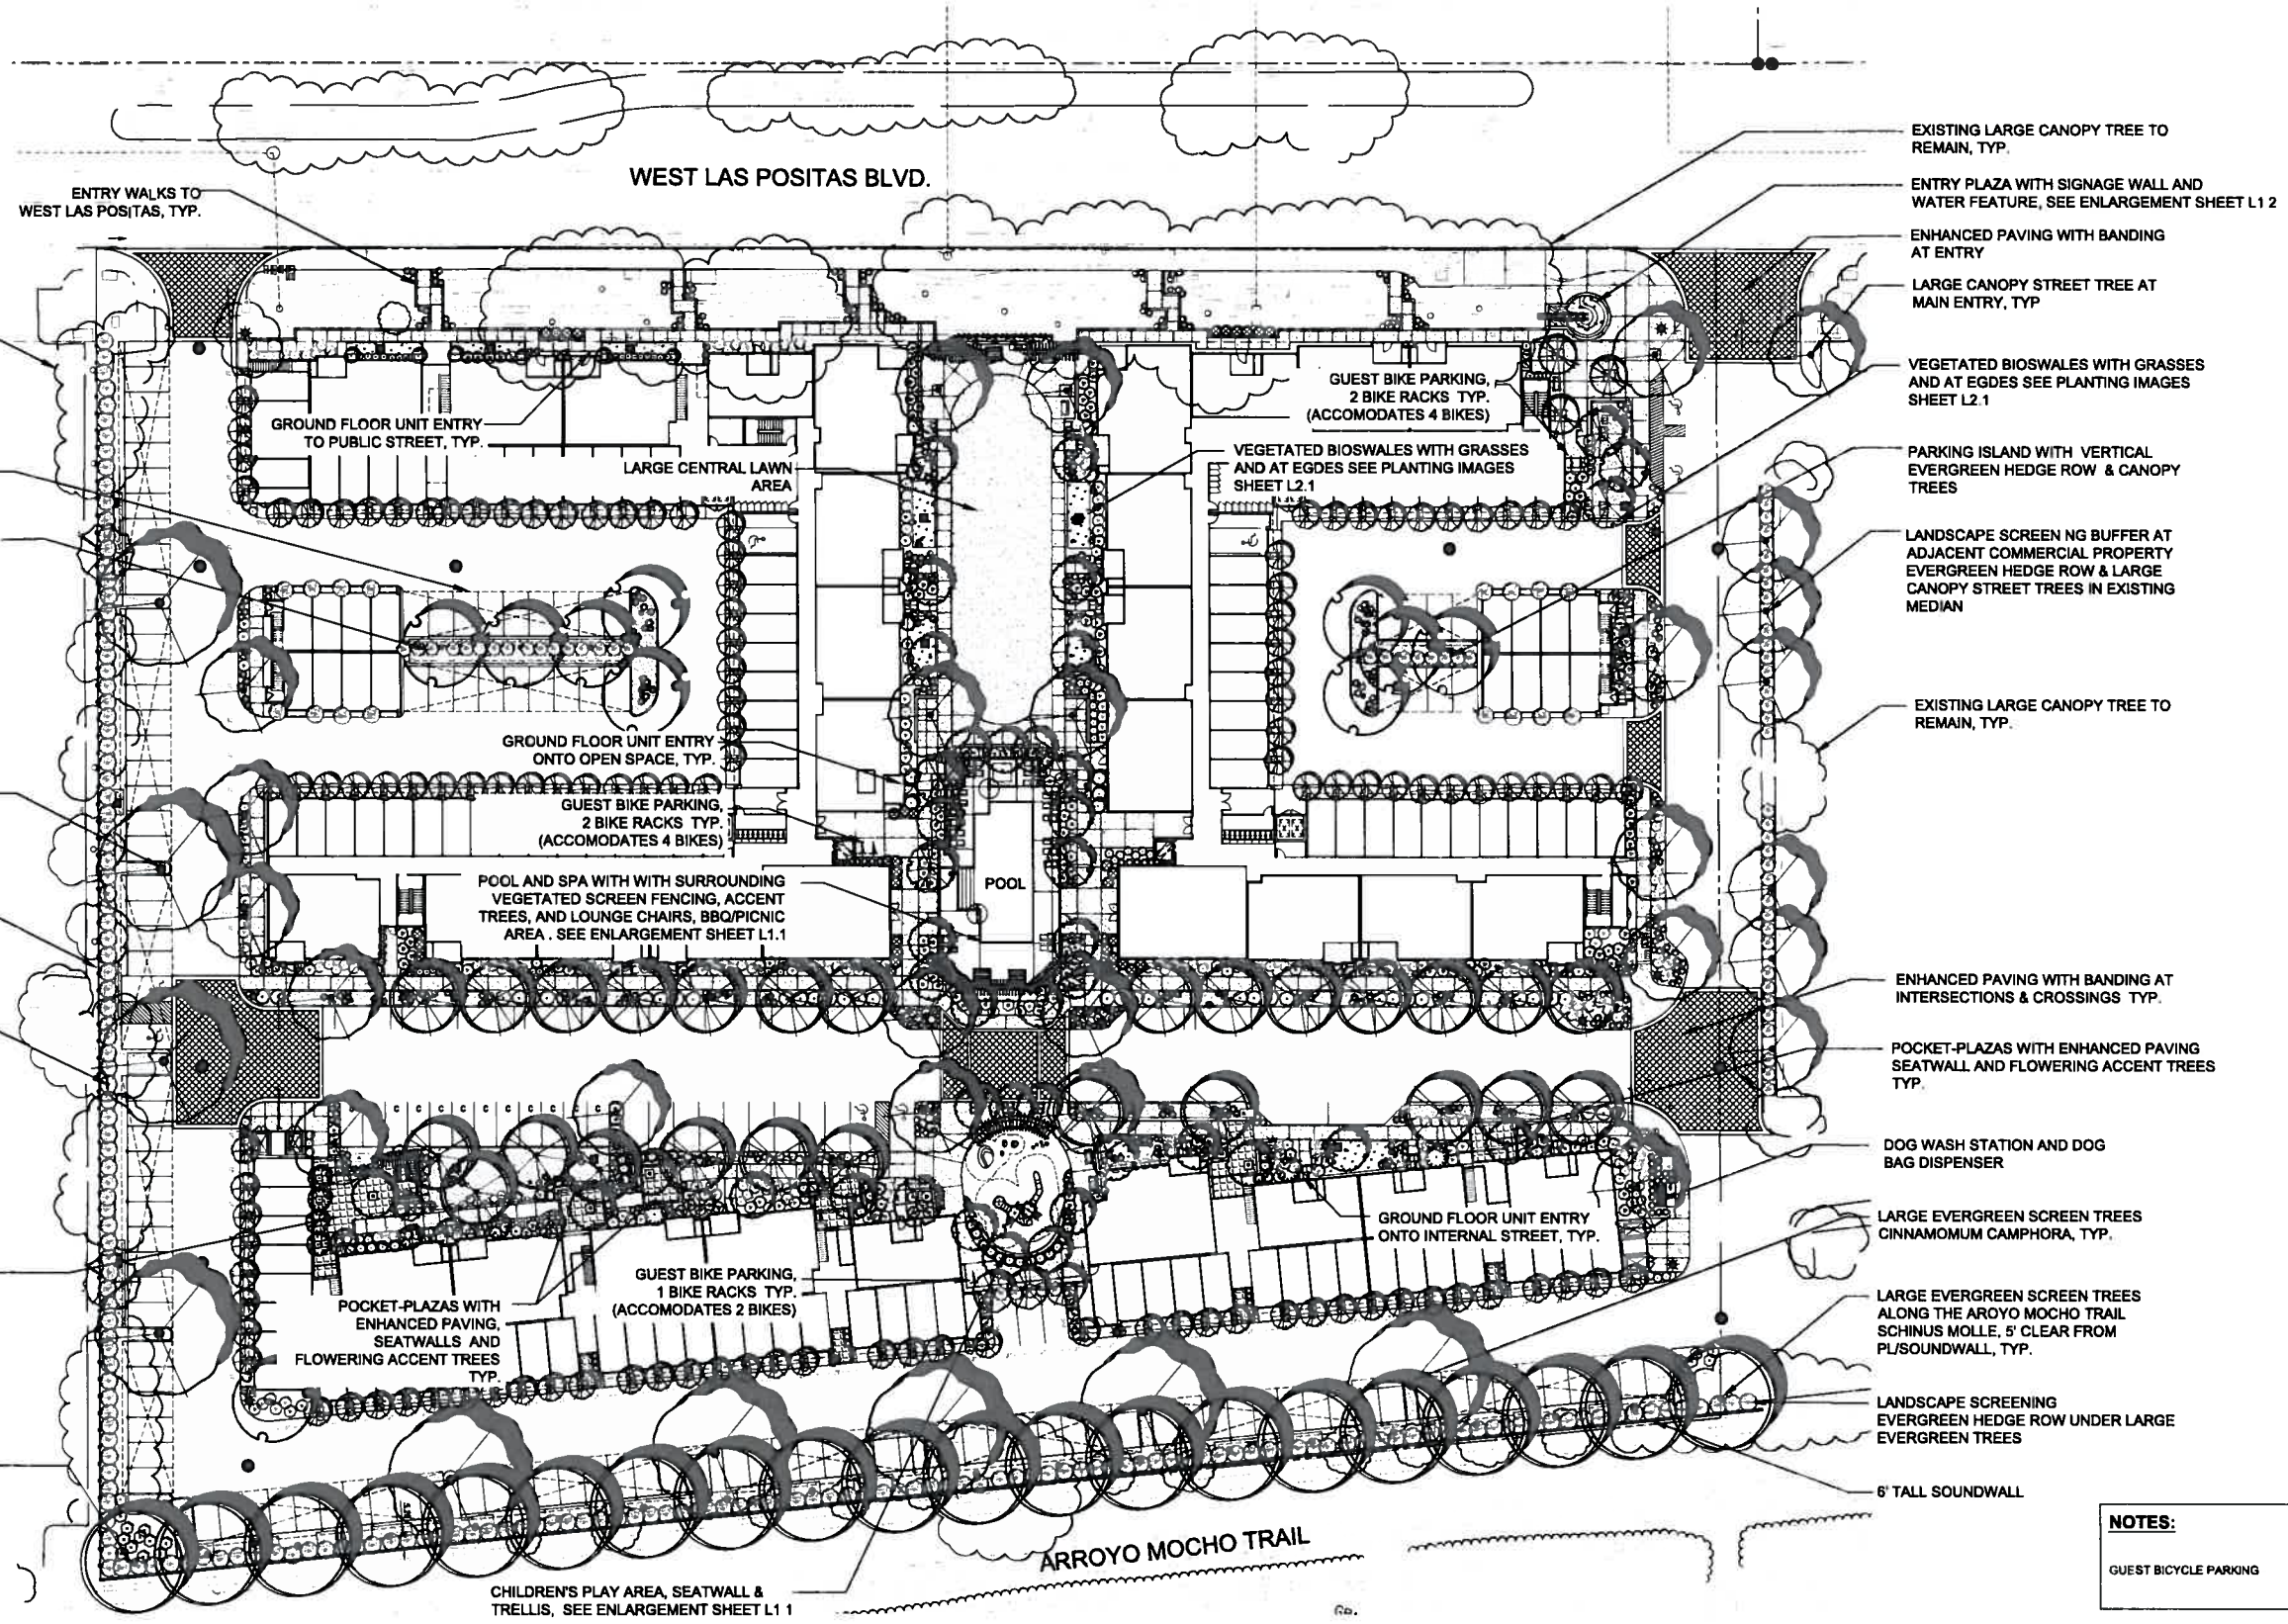 WEST LAS POSITAS BLVD.
ENTRY WALKS TO
WEST LAS POSITAS, TYP.
EXISTING LARGE CANOPY TREE TO
REMAIN, TYP.
ENTRY PLAZA WITH SIGNAGE WALL AND
WATER FEATURE, SEE ENLARGEMENT SHEET L1 2
ENHANCED PAVING WITH BANDING
AT ENTRY
LARGE CANOPY STREET TREE AT
MAIN ENTRY, TYP
VEGETATED BIOSWALES WITH GRASSES
AND AT EGDES SEE PLANTING IMAGES
SHEET L2.1
PARKING ISLAND WITH VERTICAL
EVERGREEN HEDGE ROW & CANOPY
TREES
LANDSCAPE SCREEN NG BUFFER AT
ADJACENT COMMERCIAL PROPERTY
EVERGREEN HEDGE ROW & LARGE
CANOPY STREET TREES IN EXISTING
MEDIAN
EXISTING LARGE CANOPY TREE TO
REMAIN, TYP.
ENHANCED PAVING WITH BANDING AT
INTERSECTIONS & CROSSINGS TYP.
POCKET-PLAZAS WITH ENHANCED PAVING
SEATWALL AND FLOWERING ACCENT TREES
TYP.
DOG WASH STATION AND DOG
BAG DISPENSER
LARGE EVERGREEN SCREEN TREES
CINNAMOMUM CAMPHORA, TYP.
LARGE EVERGREEN SCREEN TREES
ALONG THE AROYO MOCHO TRAIL
SCHINUS MOLLE, 5' CLEAR FROM
PL/SOUNDWALL, TYP.
LANDSCAPE SCREENING
EVERGREEN HEDGE ROW UNDER LARGE
EVERGREEN TREES
6' TALL SOUNDWALL
GROUND FLOOR UNIT ENTRY
TO PUBLIC STREET, TYP.
LARGE CENTRAL LAWN
AREA
GUEST BIKE PARKING,
2 BIKE RACKS TYP.
(ACCOMODATES 4 BIKES)
VEGETATED BIOSWALES WITH GRASSES
AND AT EGDES SEE PLANTING IMAGES
SHEET L2.1
GROUND FLOOR UNIT ENTRY
ONTO OPEN SPACE, TYP.
GUEST BIKE PARKING,
2 BIKE RACKS TYP.
(ACCOMODATES 4 BIKES)
POOL AND SPA WITH WITH SURROUNDING
VEGETATED SCREEN FENCING, ACCENT
TREES, AND LOUNGE CHAIRS, BBQ/PICNIC
AREA . SEE ENLARGEMENT SHEET L1.1
POOL
C C C C C C C C
GROUND FLOOR UNIT ENTRY
ONTO INTERNAL STREET, TYP.
GUEST BIKE PARKING,
1 BIKE RACKS TYP.
(ACCOMODATES 2 BIKES)
POCKET-PLAZAS WITH
ENHANCED PAVING,
SEATWALLS AND
FLOWERING ACCENT TREES
TYP.
ARROYO MOCHO TRAIL
CHILDREN'S PLAY AREA, SEATWALL &
TRELLIS, SEE ENLARGEMENT SHEET L1 1
NOTES:
GUEST BICYCLE PARKING